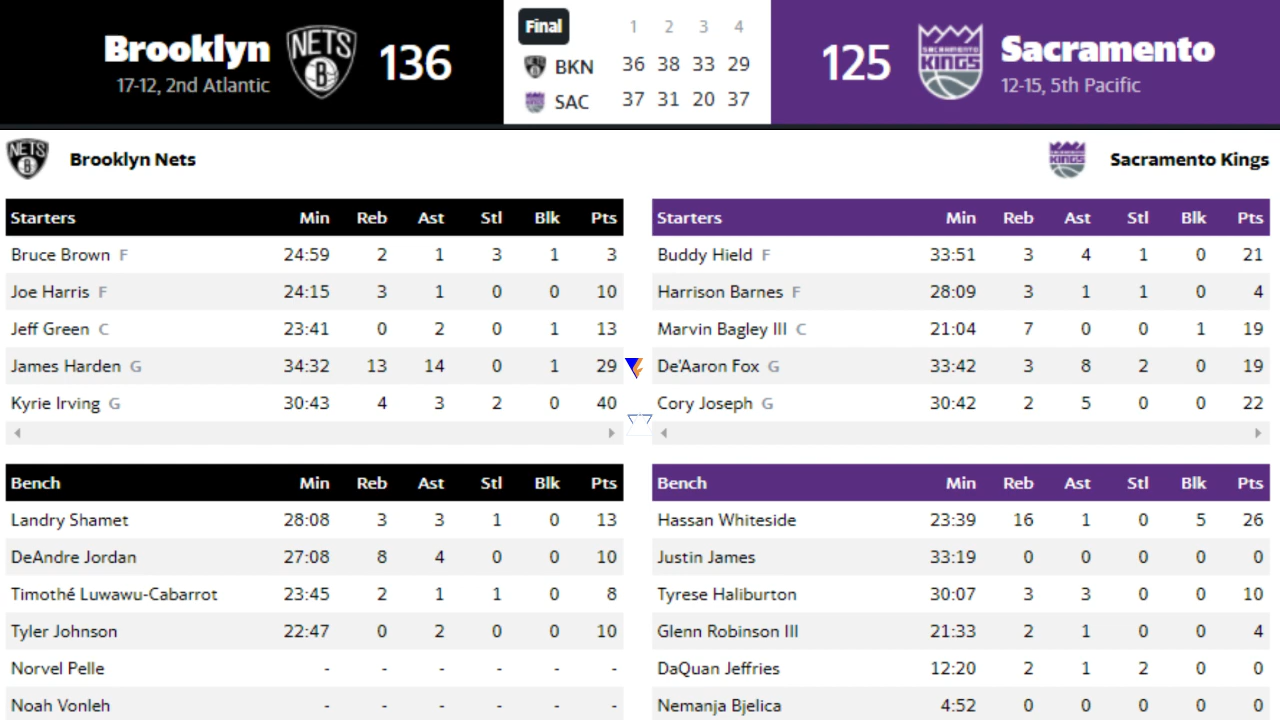 Brooklyn
17-12, 2nd Atlantic
NETS
B
136
Final 1 2 3 4
BKN 36 38 33 29
SAC 37 31 20 37
125
SACRAMENTO
KINGS
Sacramento
12-15, 5th Pacific
NETS
B
Brooklyn Nets
KINGS
Sacramento Kings
Starters Min Reb Ast Stl Blk Pts
Bruce Brown F 24:59 2 1 3 1 3
Joe Harris F 24:15 3 1 0 0 10
Jeff Green C 23:41 0 2 0 1 13
James Harden G 34:32 13 14 0 1 29
Kyrie Irving G 30:43 4 3 2 0 40
Starters Min Reb Ast Stl Blk Pts
Buddy Hield F 33:51 3 4 1 0 21
Harrison Barnes F 28:09 3 1 1 0 4
Marvin Bagley III C 21:04 7 0 0 1 19
De'Aaron Fox G 33:42 3 8 2 0 19
Cory Joseph G 30:42 2 5 0 0 22
Bench Min Reb Ast Stl Blk Pts
Landry Shamet 28:08 3 3 1 0 13
DeAndre Jordan 27:08 8 4 0 0 10
Timothé Luwawu-Cabarrot 23:45 2 1 1 0 8
Tyler Johnson 22:47 0 2 0 0 10
Norvel Pelle - - - - - -
Noah Vonleh - - - - - -
Bench Min Reb Ast Stl Blk Pts
Hassan Whiteside 23:39 16 1 0 5 26
Justin James 33:19 0 0 0 0 0
Tyrese Haliburton 30:07 3 3 0 0 10
Glenn Robinson III 21:33 2 1 0 0 4
DaQuan Jeffries 12:20 2 1 2 0 0
Nemanja Bjelica 4:52 0 0 0 0 0